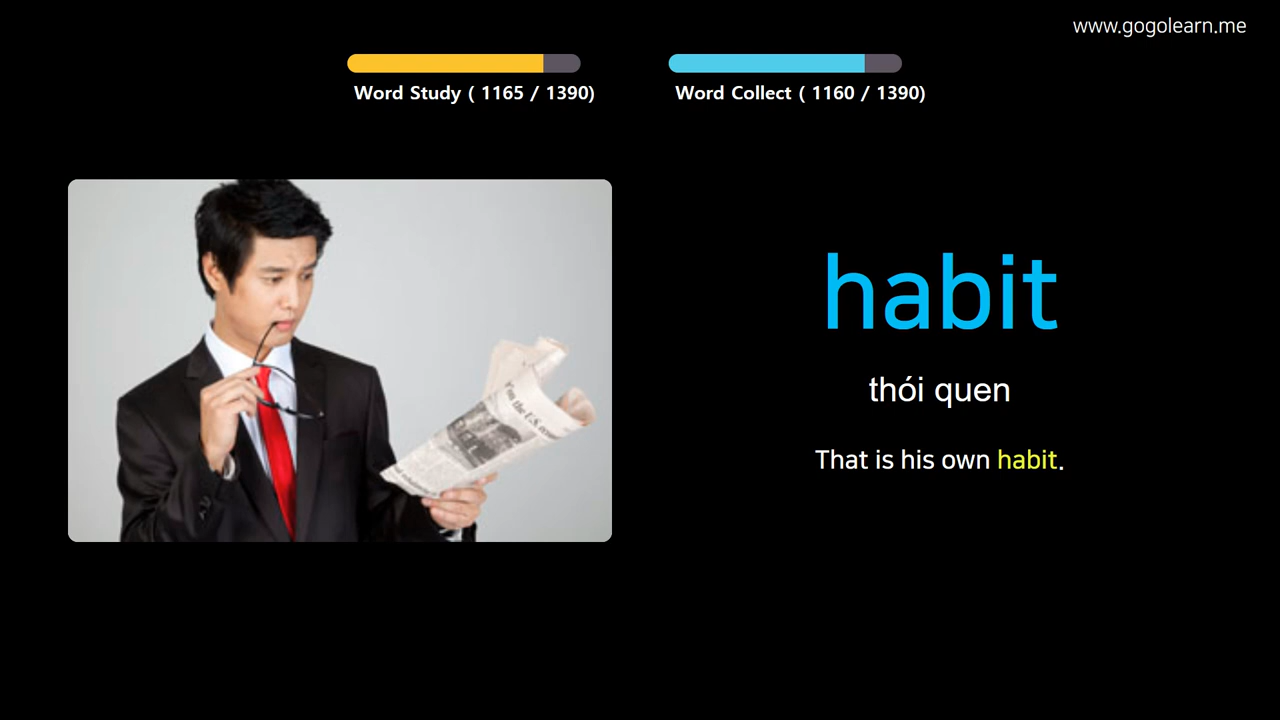 www.gogolearn.me
Word Study ( 1165 / 1390)
Word Collect ( 1160 / 1390)
habit
thói quen
That is his own habit.
the U.S.